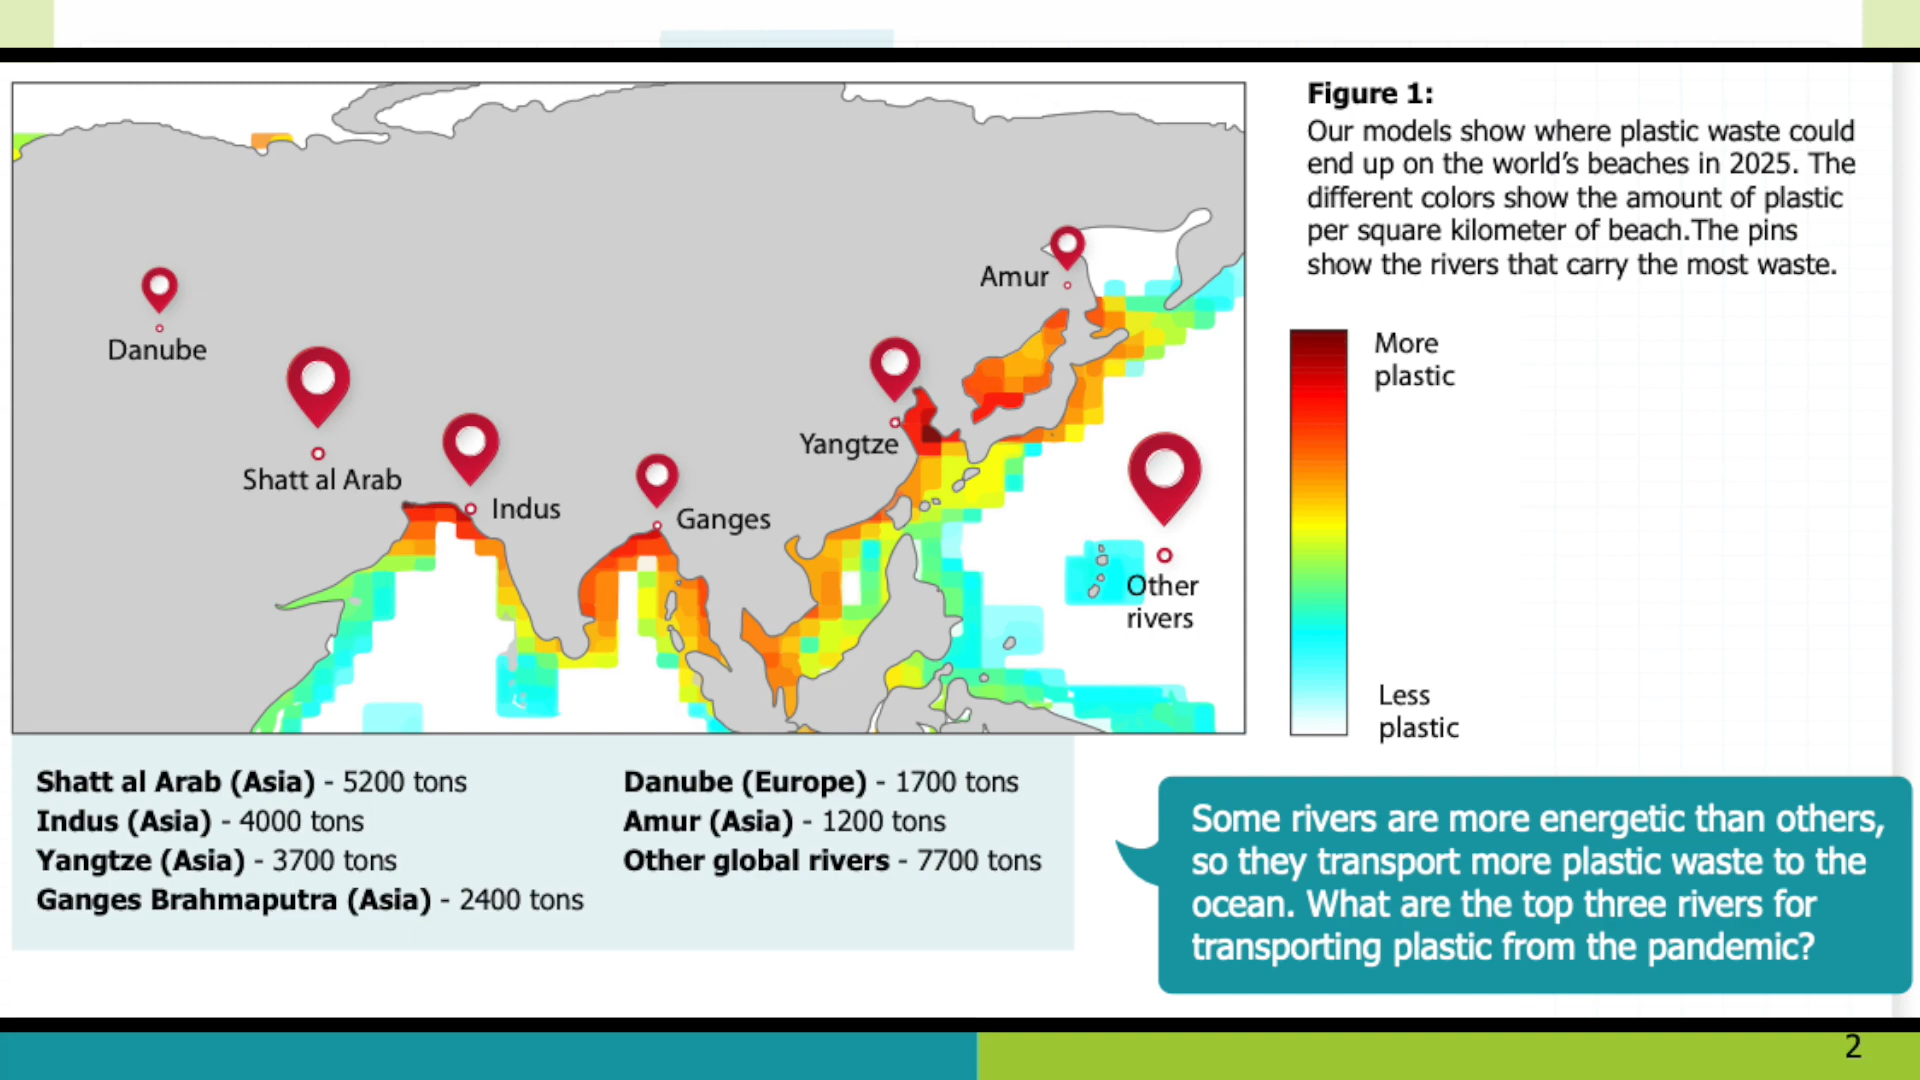 Figure 1:
Our models show where plastic waste could
end up on the world's beaches in 2025. The
different colors show the amount of plastic
per square kilometer of beach.The pins
show the rivers that carry the most waste.
Amur
Danube
Shatt al Arab
Indus
Ganges
Yangtze
Other
rivers
More
plastic
Less
plastic
Shatt al Arab (Asia) - 5200 tons
Indus (Asia) - 4000 tons
Yangtze (Asia) - 3700 tons
Ganges Brahmaputra (Asia) - 2400 tons
Danube (Europe) - 1700 tons
Amur (Asia) - 1200 tons
Other global rivers - 7700 tons
Some rivers are more energetic than others,
so they transport more plastic waste to the
ocean. What are the top three rivers for
transporting plastic from the pandemic?
2